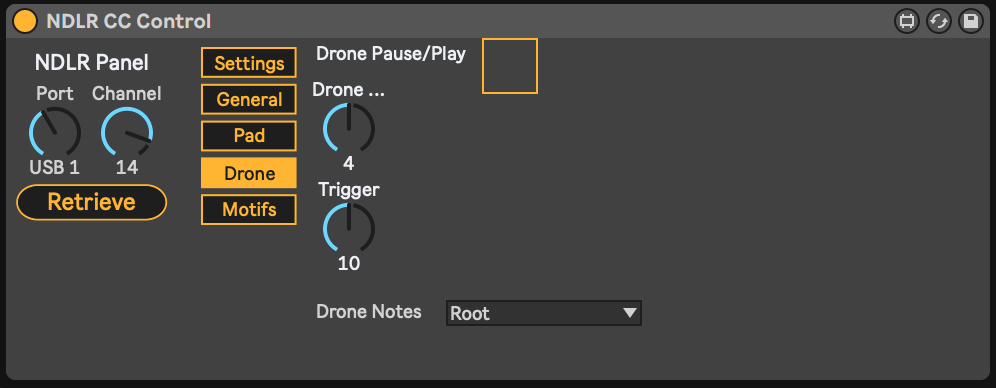 NDLR CC Control
NDLR Panel
Port Channel
USB 1 14
Retrieve
Settings
General
Pad
Drone
Motifs
Drone Pause/Play
Drone ...
4
Trigger
10
Drone Notes Root